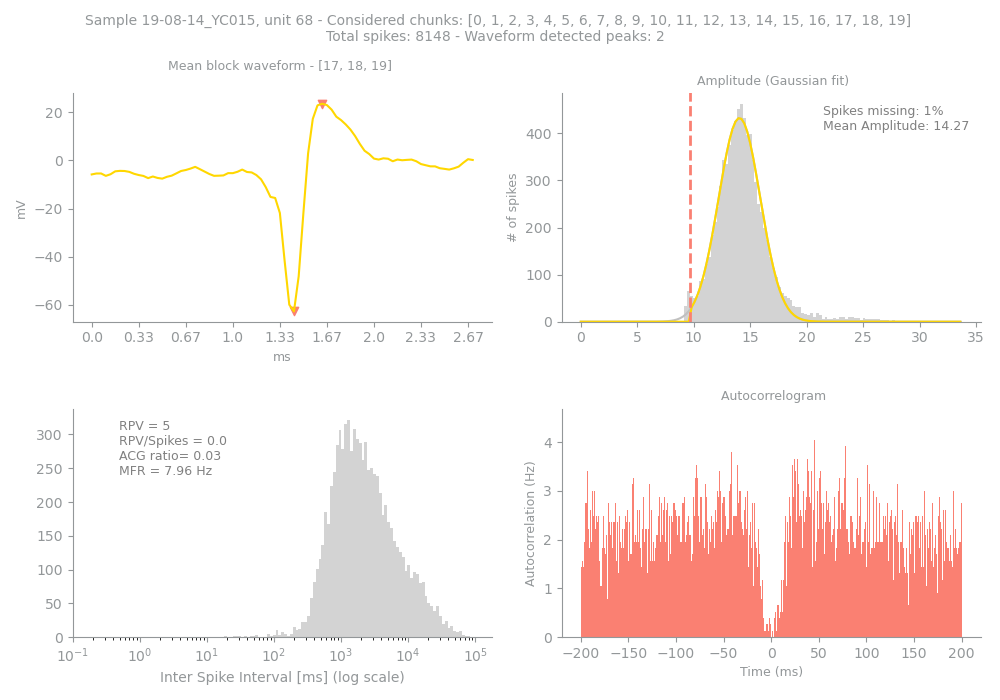 Sample 19-08-14_YC015, unit 68 - Considered chunks: [0, 1, 2, 3, 4, 5, 6, 7, 8, 9, 10, 11, 12, 13, 14, 15, 16, 17, 18, 19]
Total spikes: 8148 - Waveform detected peaks: 2
Mean block waveform - [17, 18, 19]
20
0
−20
−40
−60
mV
0.0 0.33 0.67 1.0 1.33 1.67 2.0 2.33 2.67
ms
Amplitude (Gaussian fit)
Spikes missing: 1%
Mean Amplitude: 14.27
400
300
200
100
0
# of spikes
0 5 10 15 20 25 30 35
RPV = 5
RPV/Spikes = 0.0
ACG ratio= 0.03
MFR = 7.96 Hz
300
250
200
150
100
50
0
10⁻¹ 10⁰ 10¹ 10² 10³ 10⁴ 10⁵
Inter Spike Interval [ms] (log scale)
Autocorrelogram
4
3
2
1
0
Autocorrelation (Hz)
−200 −150 −100 −50 0 50 100 150 200
Time (ms)